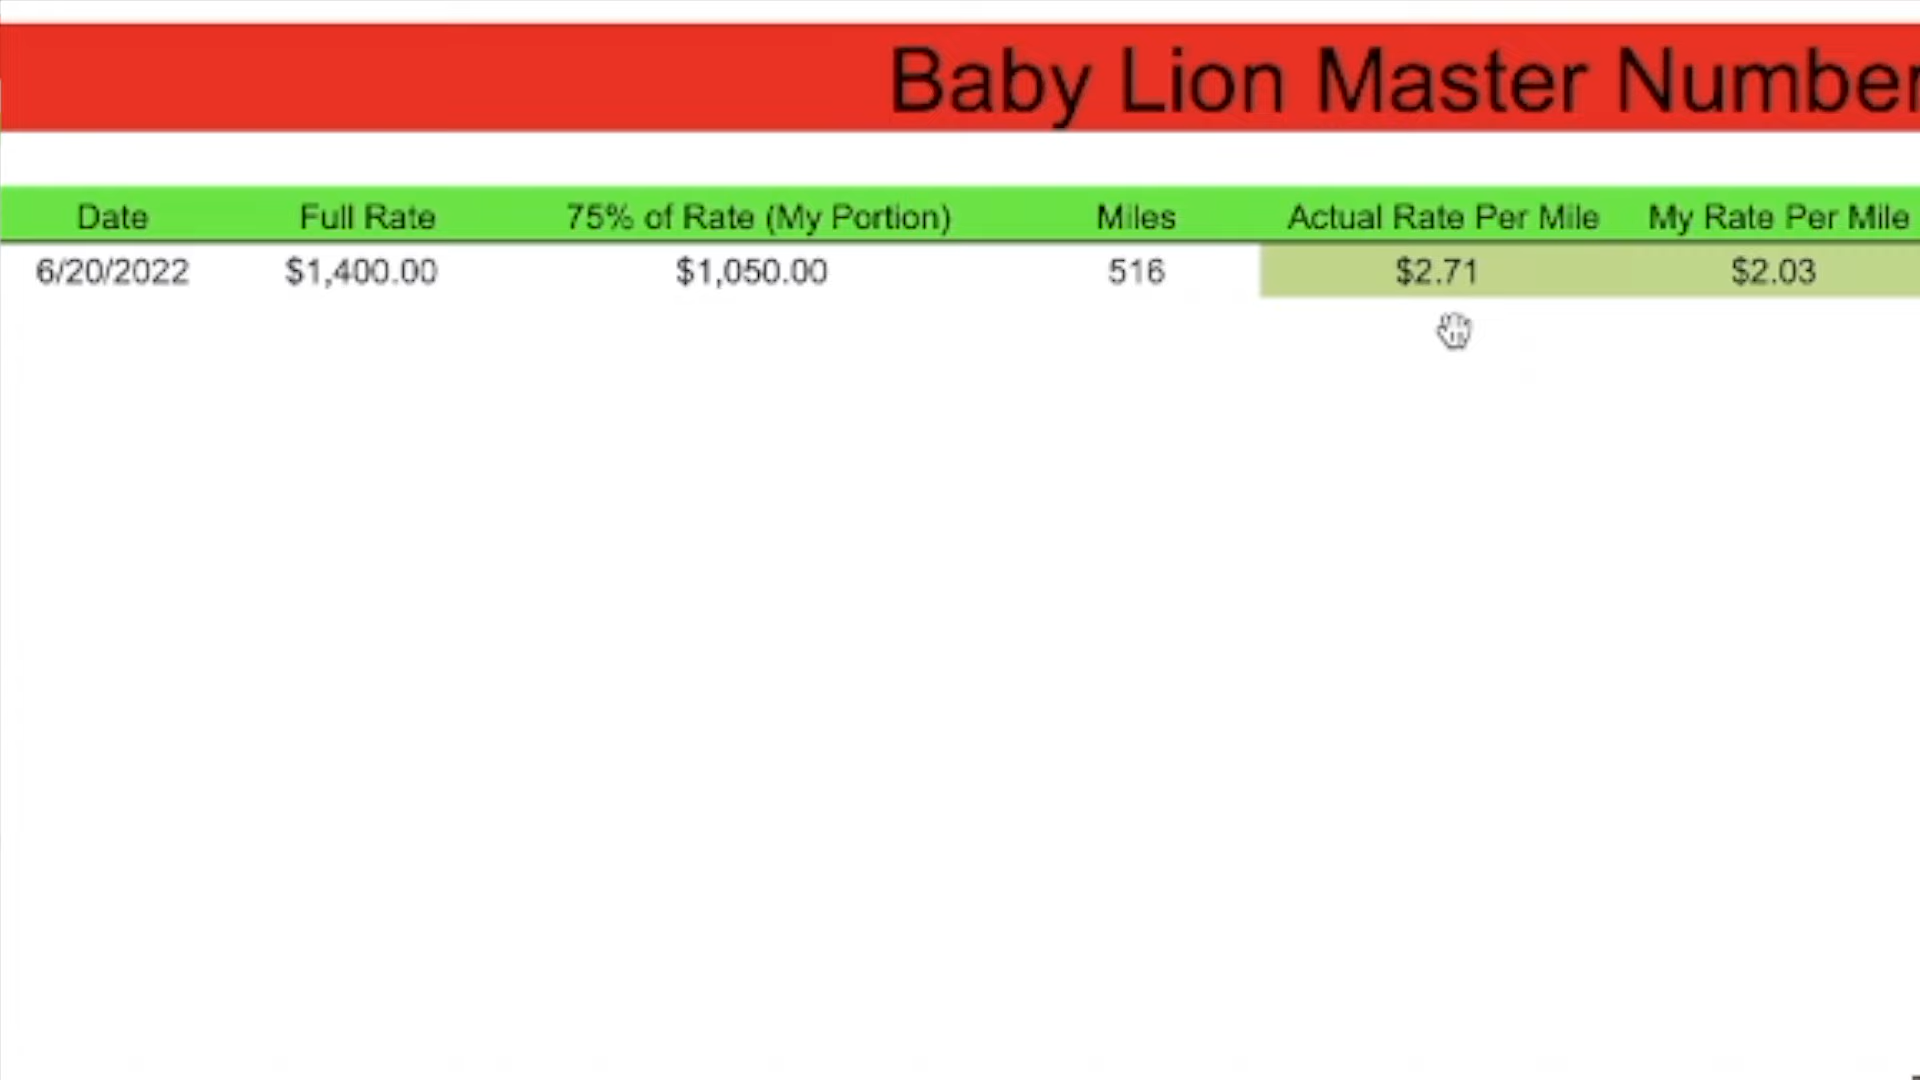 Baby Lion Master Number
Date Full Rate 75% of Rate (My Portion) Miles Actual Rate Per Mile My Rate Per Mile
6/20/2022 $1,400.00 $1,050.00 516 $2.71 $2.03